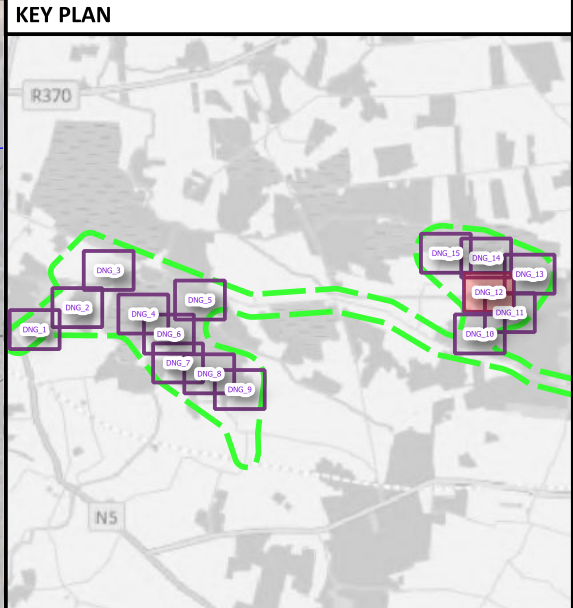 KEY PLAN
R370
DNG_15
DNG_14
DNG_3
DNG_13
DNG_12
DNG_5
DNG_2
DNG_4
DNG_11
DNG_1
DNG_6
DNG_10
DNG_7
DNG_8
DNG_9
N5